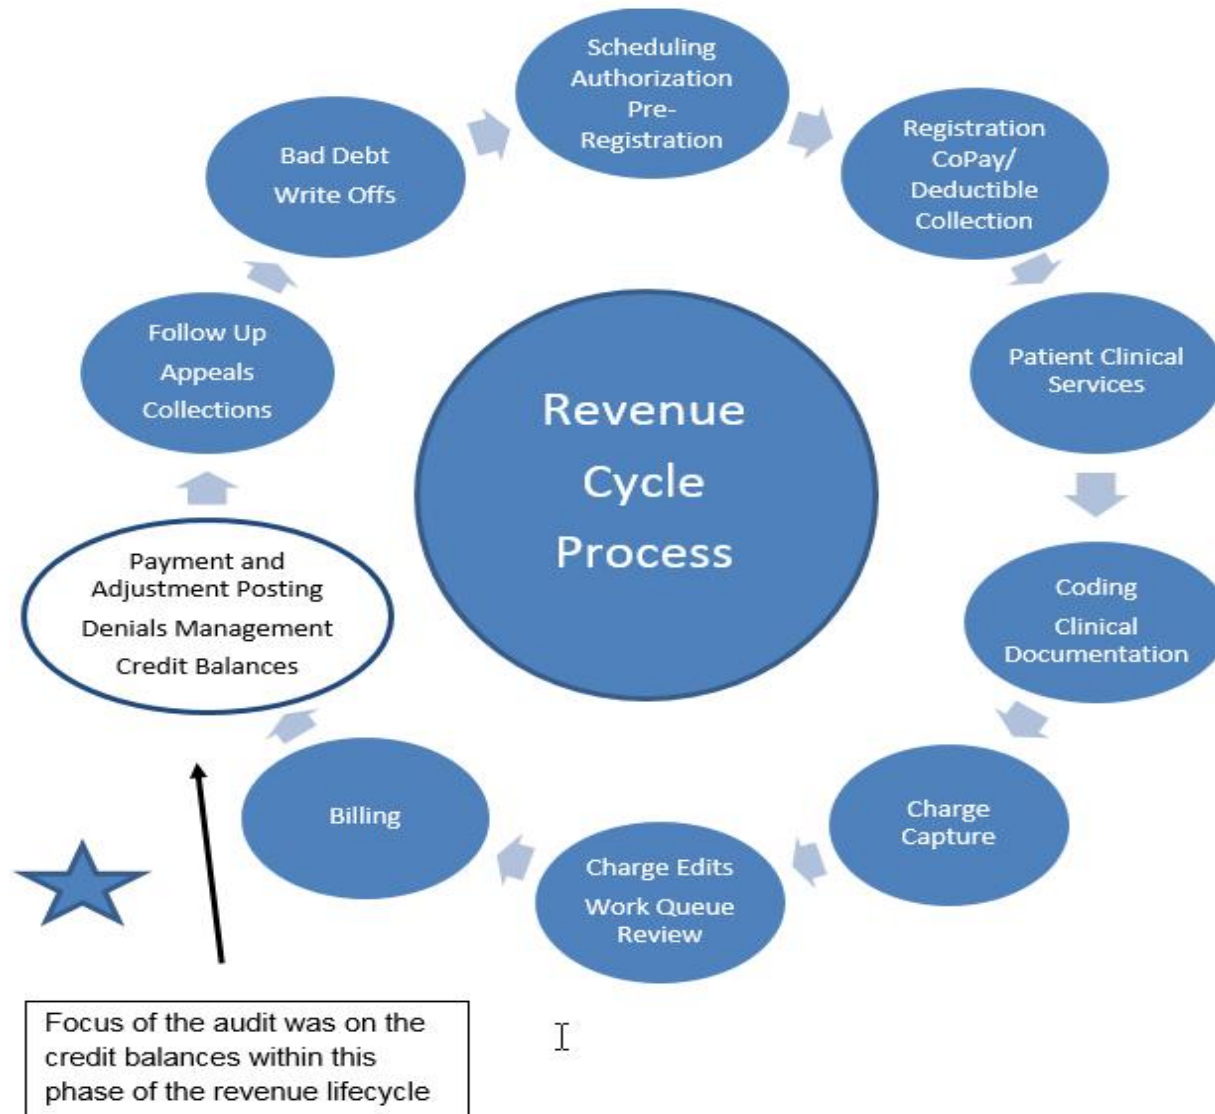 Scheduling
Authorization
Pre-
Registration
Registration
CoPay/
Deductible
Collection
Patient Clinical
Services
Coding
Clinical
Documentation
Charge
Capture
Charge Edits
Work Queue
Review
Billing
Payment and
Adjustment Posting
Denials Management
Credit Balances
Follow Up
Appeals
Collections
Bad Debt
Write Offs
Revenue
Cycle
Process
Focus of the audit was on the
credit balances within this
phase of the revenue lifecycle